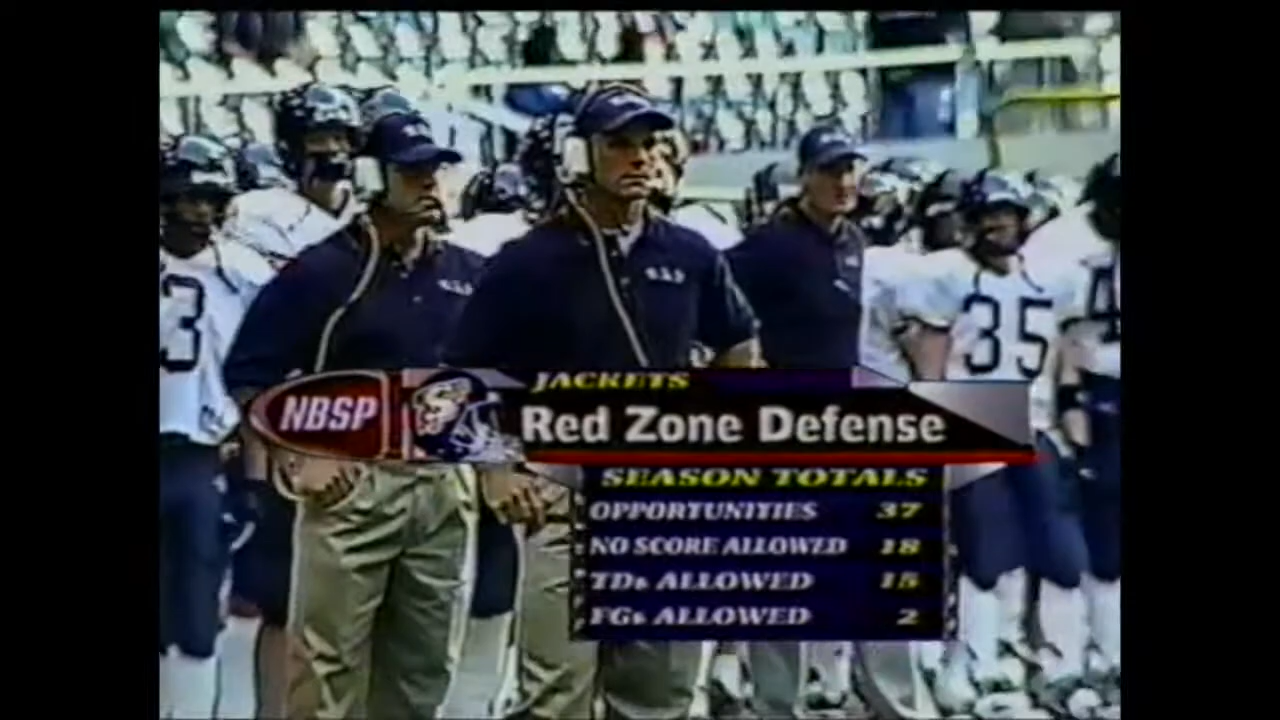 JACKETS
NBSP Red Zone Defense
SEASON TOTALS
OPPORTUNITIES 37
NO SCORE ALLOWED 18
TDs ALLOWED 15
FGs ALLOWED 2
3
35
4